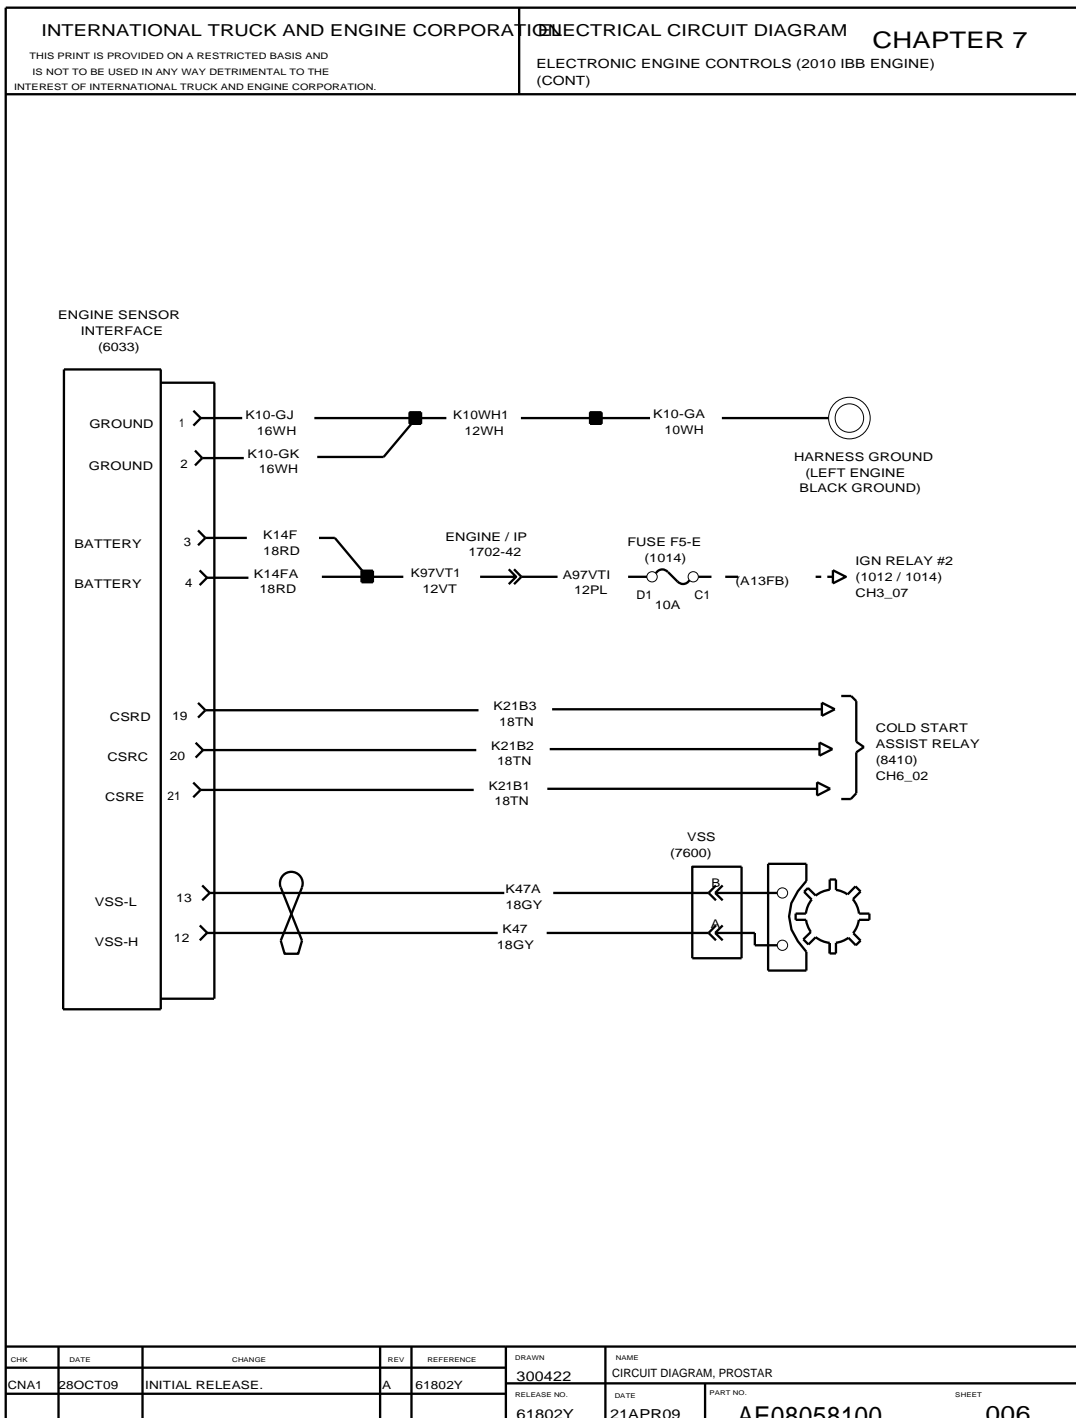 INTERNATIONAL TRUCK AND ENGINE CORPORATION
THIS PRINT IS PROVIDED ON A RESTRICTED BASIS AND
IS NOT TO BE USED IN ANY WAY DETRIMENTAL TO THE
INTEREST OF INTERNATIONAL TRUCK AND ENGINE CORPORATION.
ELECTRICAL CIRCUIT DIAGRAM
CHAPTER 7
ELECTRONIC ENGINE CONTROLS (2010 IBB ENGINE)
(CONT)
ENGINE SENSOR
INTERFACE
(6033)
GROUND 1 K10-GJ K10WH1 K10-GA
16WH 12WH 10WH
GROUND 2 K10-GK
16WH
HARNESS GROUND
(LEFT ENGINE
BLACK GROUND)
BATTERY 3 K14F
18RD
BATTERY 4 K14FA K97VT1 A97VTI
18RD 12VT 12PL
ENGINE / IP
1702-42
FUSE F5-E
(1014)
D1 C1
10A
(A13FB)
IGN RELAY #2
(1012 / 1014)
CH3_07
CSRD 19 K21B3
18TN
CSRC 20 K21B2
18TN
CSRE 21 K21B1
18TN
COLD START
ASSIST RELAY
(8410)
CH6_02
VSS
(7600)
VSS-L 13 K47A B
18GY
VSS-H 12 K47 A
18GY
CHK DATE CHANGE REV REFERENCE
CNA1 28OCT09 INITIAL RELEASE. A 61802Y
DRAWN
300422
NAME
CIRCUIT DIAGRAM, PROSTAR
RELEASE NO.
61802Y
DATE
21APR09
PART NO.
AE08058100
SHEET
006